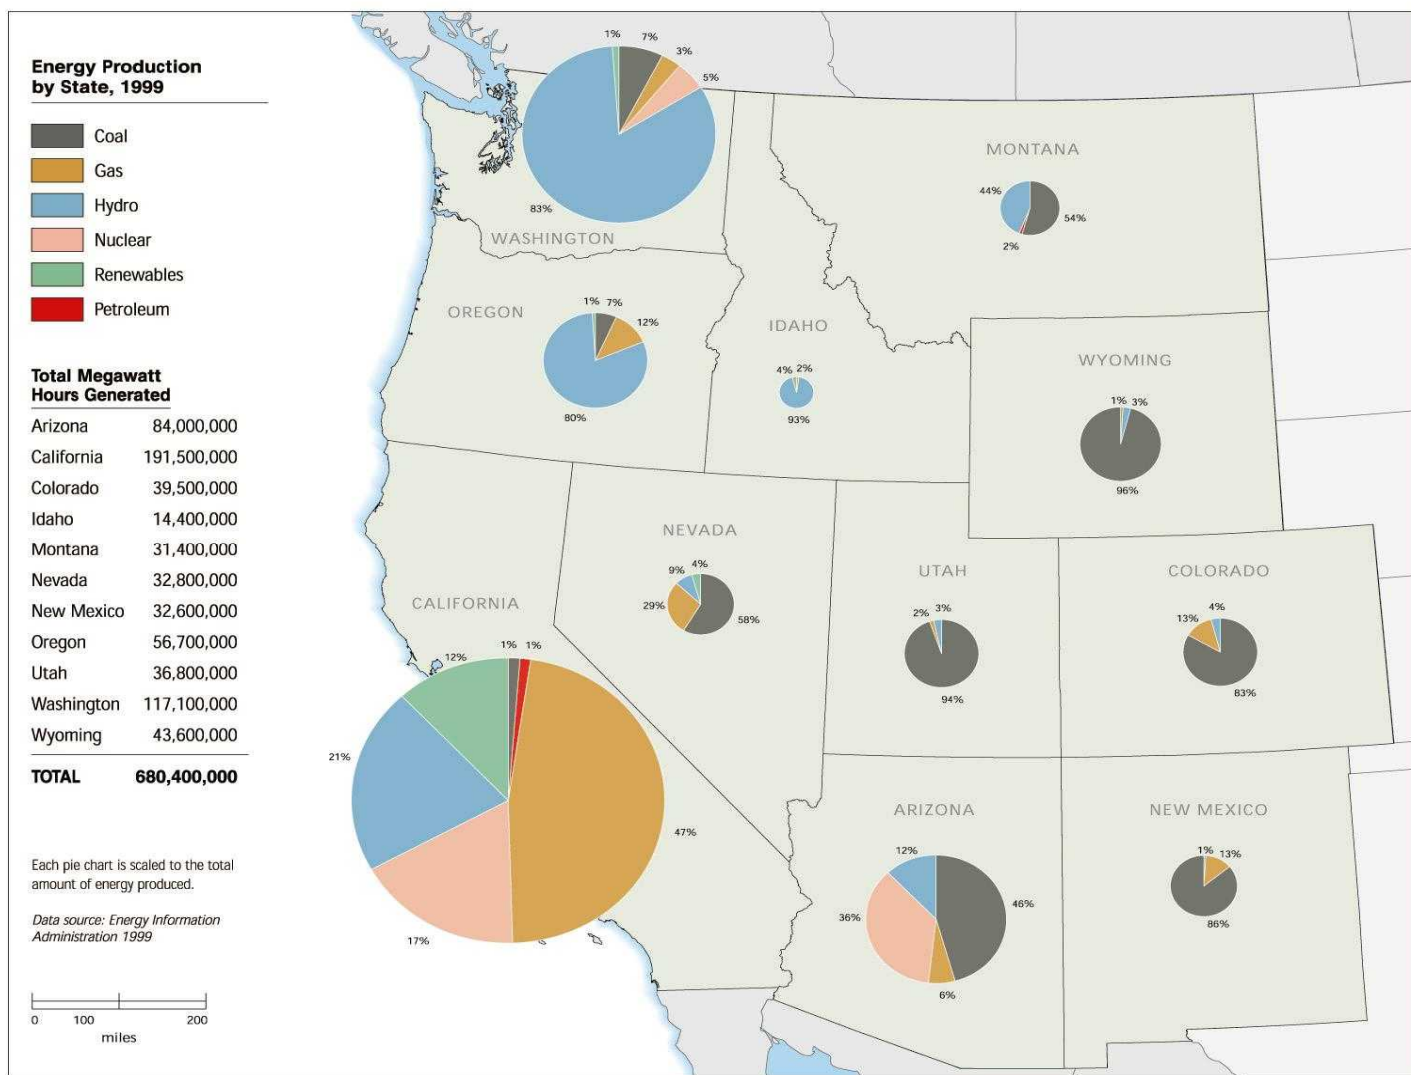 Energy Production
by State, 1999
Coal
Gas
Hydro
Nuclear
Renewables
Petroleum
Total Megawatt
Hours Generated
Arizona 84,000,000
California 191,500,000
Colorado 39,500,000
Idaho 14,400,000
Montana 31,400,000
Nevada 32,800,000
New Mexico 32,600,000
Oregon 56,700,000
Utah 36,800,000
Washington 117,100,000
Wyoming 43,600,000
TOTAL 680,400,000
Each pie chart is scaled to the total
amount of energy produced.
Data source: Energy Information
Administration 1999
0 100 200
miles
1% 7% 3% 5%
83%
WASHINGTON
MONTANA
44% 54%
2%
OREGON
1% 7% 12%
80%
IDAHO
4% 2%
93%
WYOMING
1% 3%
96%
NEVADA
9% 4%
29% 58%
UTAH
2% 3%
94%
COLORADO
13% 4%
83%
CALIFORNIA
12% 1% 1%
21%
47%
17%
ARIZONA
12%
36% 46%
6%
NEW MEXICO
1% 13%
86%